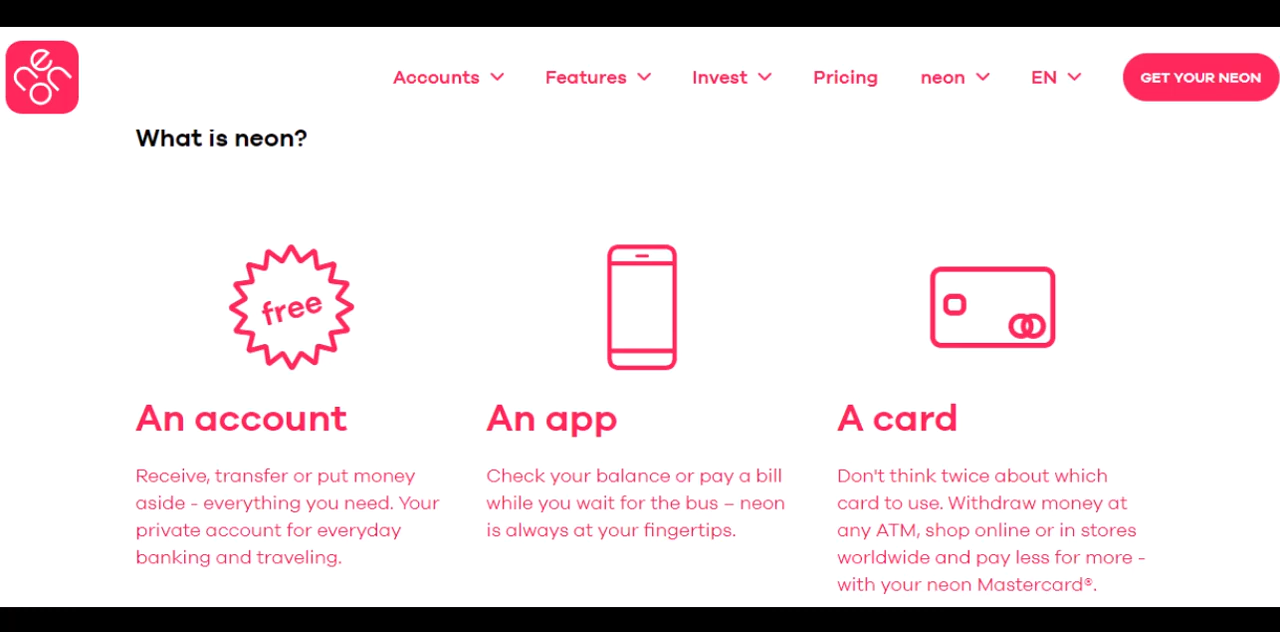 neon
Accounts
Features
Invest
Pricing
neon
EN
GET YOUR NEON
What is neon?
free
An account
Receive, transfer or put money
aside - everything you need. Your
private account for everyday
banking and traveling.
An app
Check your balance or pay a bill
while you wait for the bus – neon
is always at your fingertips.
A card
Don't think twice about which
card to use. Withdraw money at
any ATM, shop online or in stores
worldwide and pay less for more -
with your neon Mastercard®.